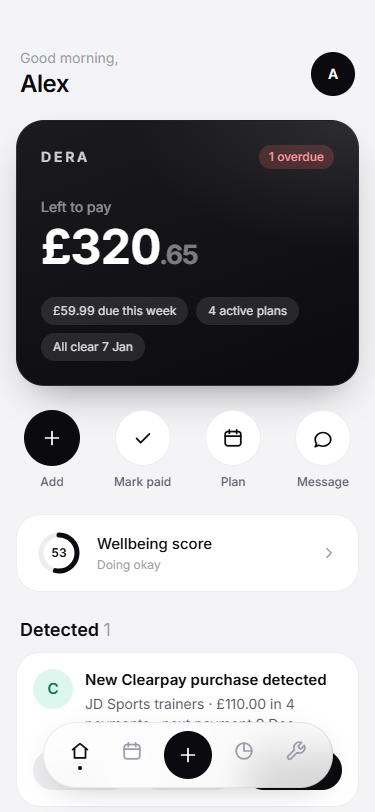 Good morning,
Alex
A
DERA
1 overdue
Left to pay
£320.65
£59.99 due this week
4 active plans
All clear 7 Jan
Add
Mark paid
Plan
Message
53
Wellbeing score
Doing okay
Detected 1
C
New Clearpay purchase detected
JD Sports trainers · £110.00 in 4